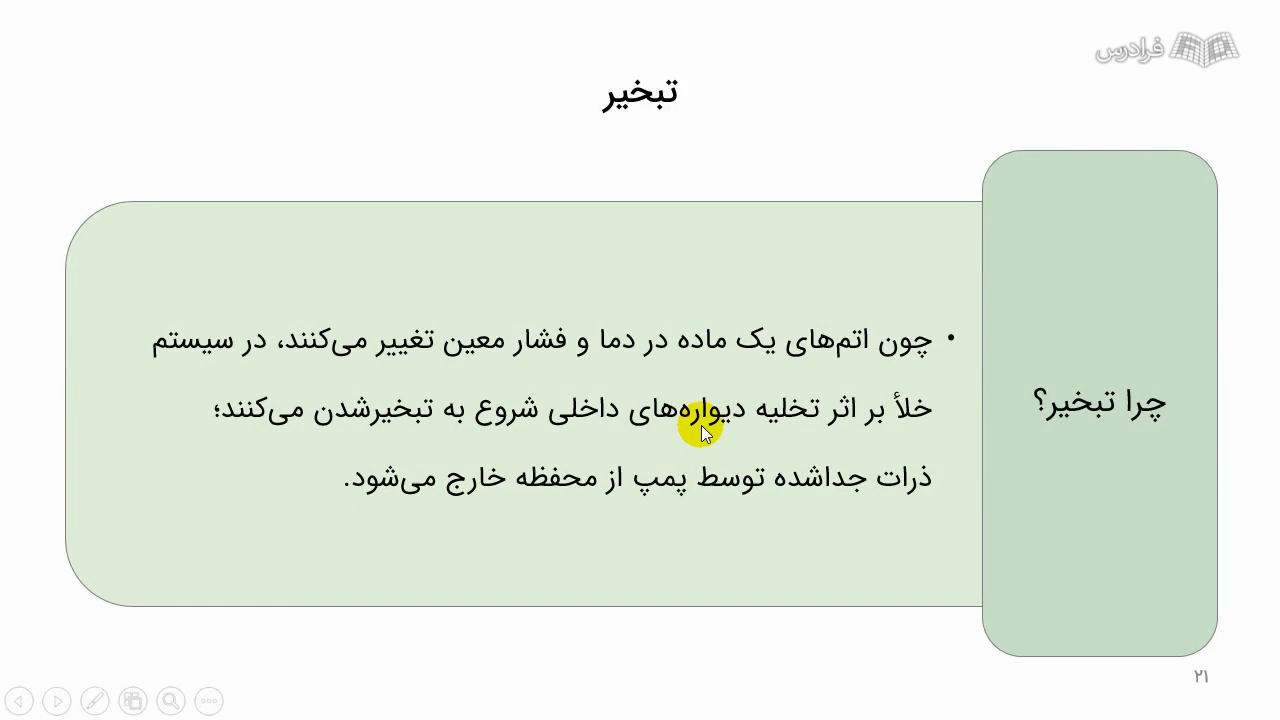 فرادرس
تبخیر
چرا تبخیر؟
• چون اتم‌های یک ماده در دما و فشار معین تغییر می‌کنند، در سیستم
خلأ بر اثر تخلیه دیواره‌های داخلی شروع به تبخیرشدن می‌کنند؛
ذرات جداشده توسط پمپ از محفظه خارج می‌شود.
۲۱